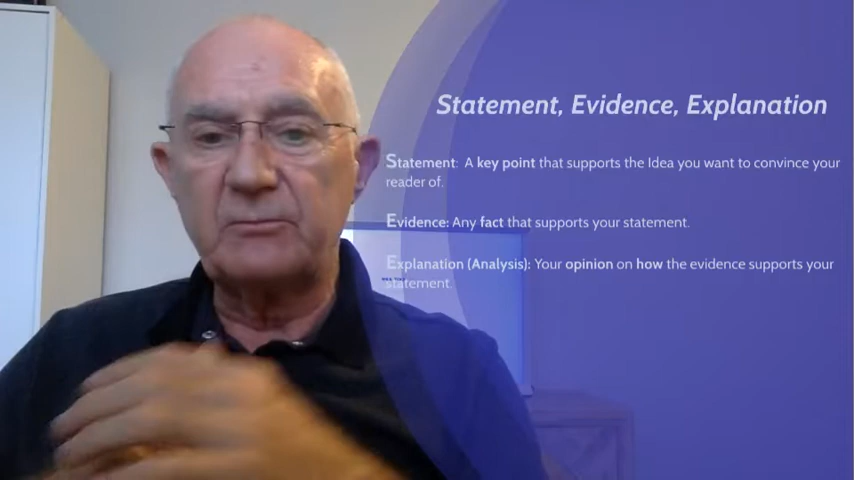 Statement, Evidence, Explanation
Statement: A key point that supports the Idea you want to convince your
reader of.
Evidence: Any fact that supports your statement.
Explanation (Analysis): Your opinion on how the evidence supports your
statement.